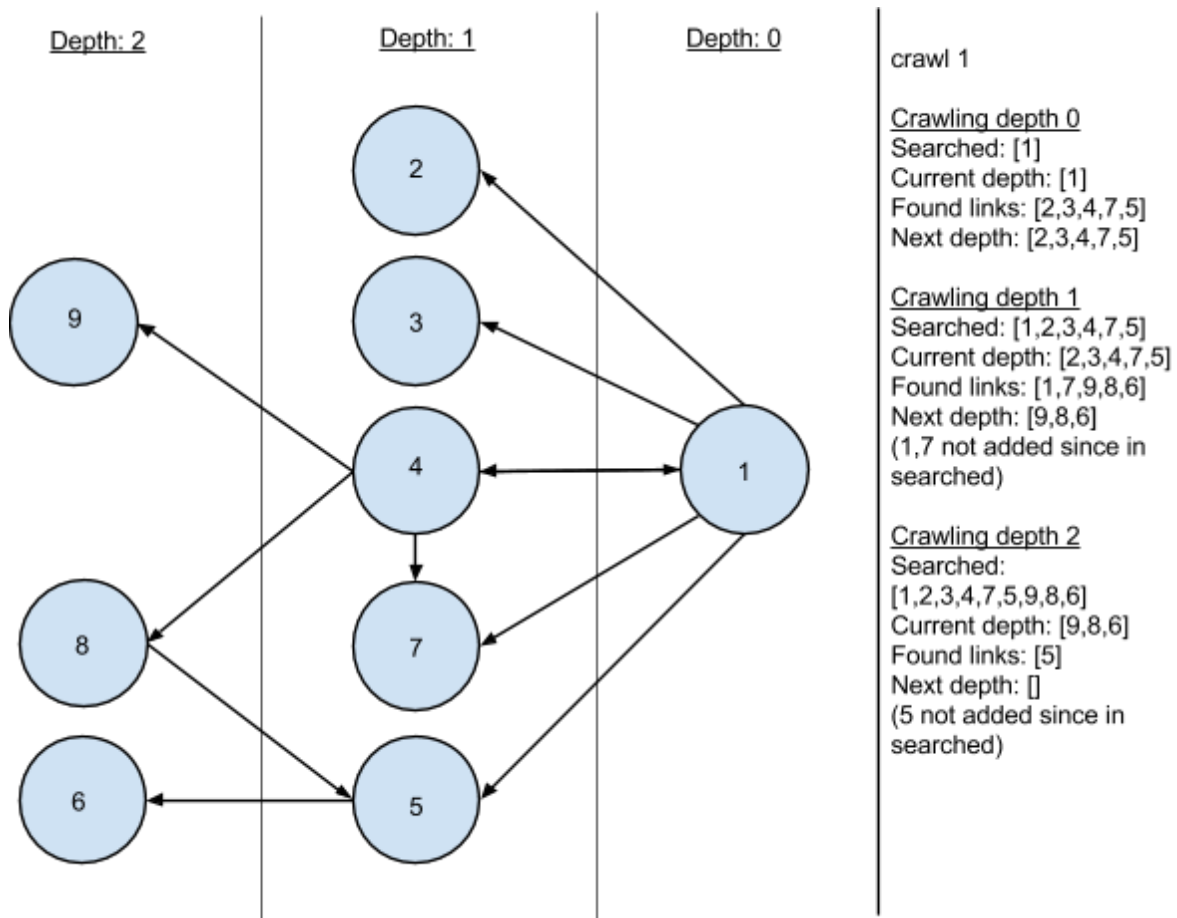 Depth: 2
Depth: 1
Depth: 0
2
3
9
4
1
8
7
6
5
crawl 1
Crawling depth 0
Searched: [1]
Current depth: [1]
Found links: [2,3,4,7,5]
Next depth: [2,3,4,7,5]
Crawling depth 1
Searched: [1,2,3,4,7,5]
Current depth: [2,3,4,7,5]
Found links: [1,7,9,8,6]
Next depth: [9,8,6]
(1,7 not added since in
searched)
Crawling depth 2
Searched:
[1,2,3,4,7,5,9,8,6]
Current depth: [9,8,6]
Found links: [5]
Next depth: []
(5 not added since in
searched)